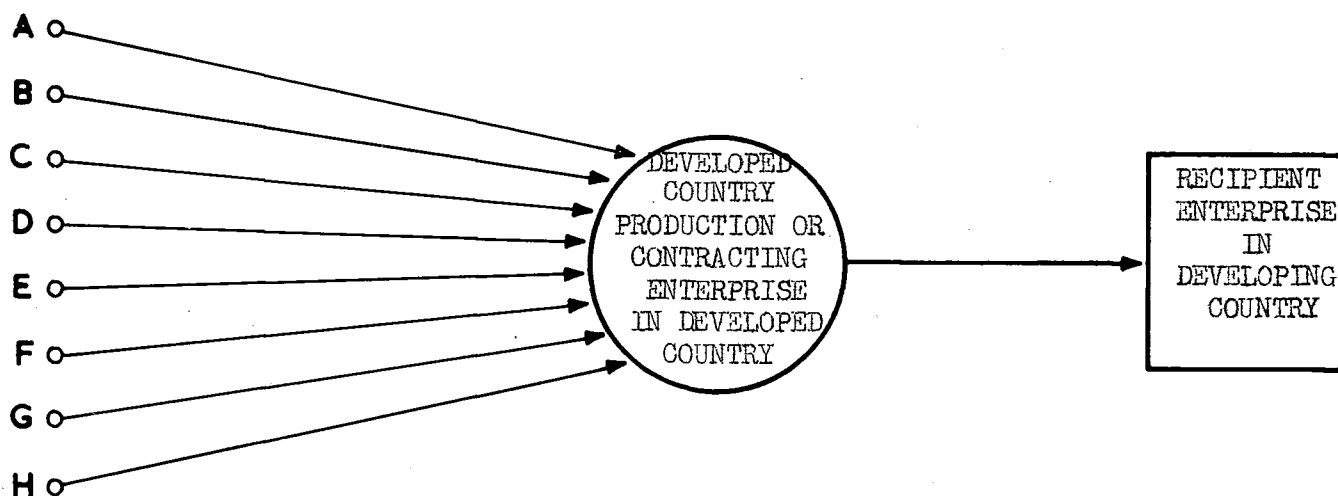 A
B
C
D
E
F
G
H
DEVELOPED
COUNTRY
PRODUCTION OR
CONTRACTING
ENTERPRISE
IN DEVELOPED
COUNTRY
RECIPIENT
ENTERPRISE
IN
DEVELOPING
COUNTRY